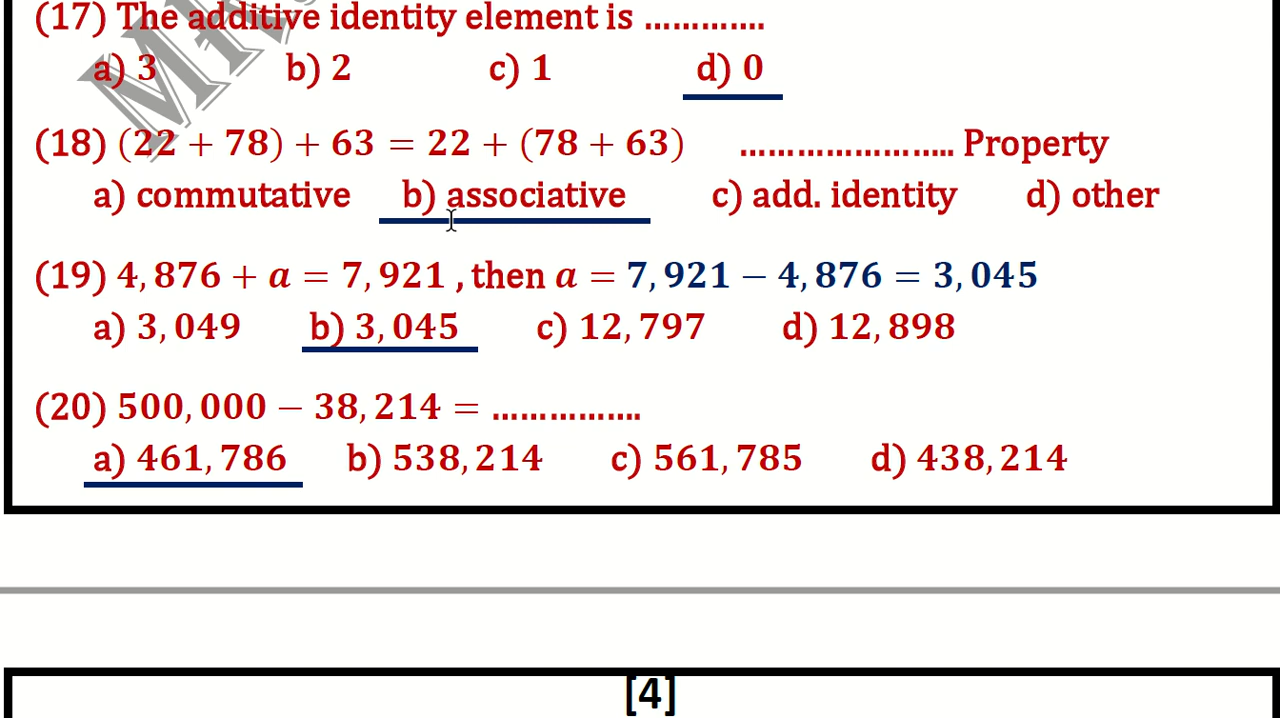 (17) The additive identity element is ..............
a) 3 b) 2 c) 1 d) 0
(18) (22 + 78) + 63 = 22 + (78 + 63) ...................... Property
a) commutative b) associative c) add. identity d) other
(19) 4, 876 + a = 7, 921 , then a = 7, 921 − 4, 876 = 3, 045
a) 3, 049 b) 3, 045 c) 12, 797 d) 12, 898
(20) 500, 000 − 38, 214 = ................
a) 461, 786 b) 538, 214 c) 561, 785 d) 438, 214
[4]